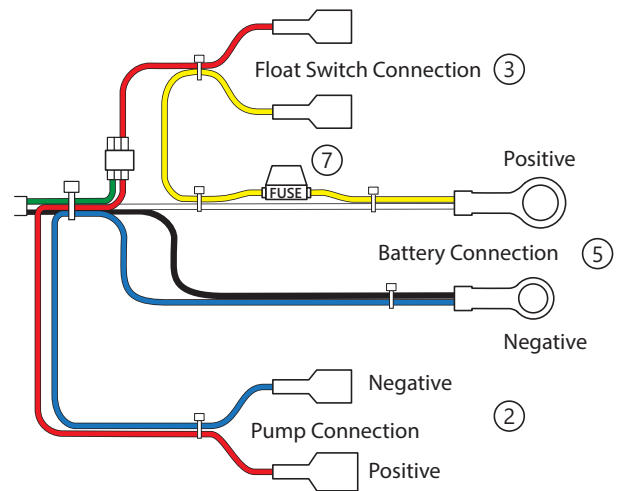 Float Switch Connection 3
7
FUSE
Positive
Battery Connection 5
Negative
Negative
2
Pump Connection
Positive